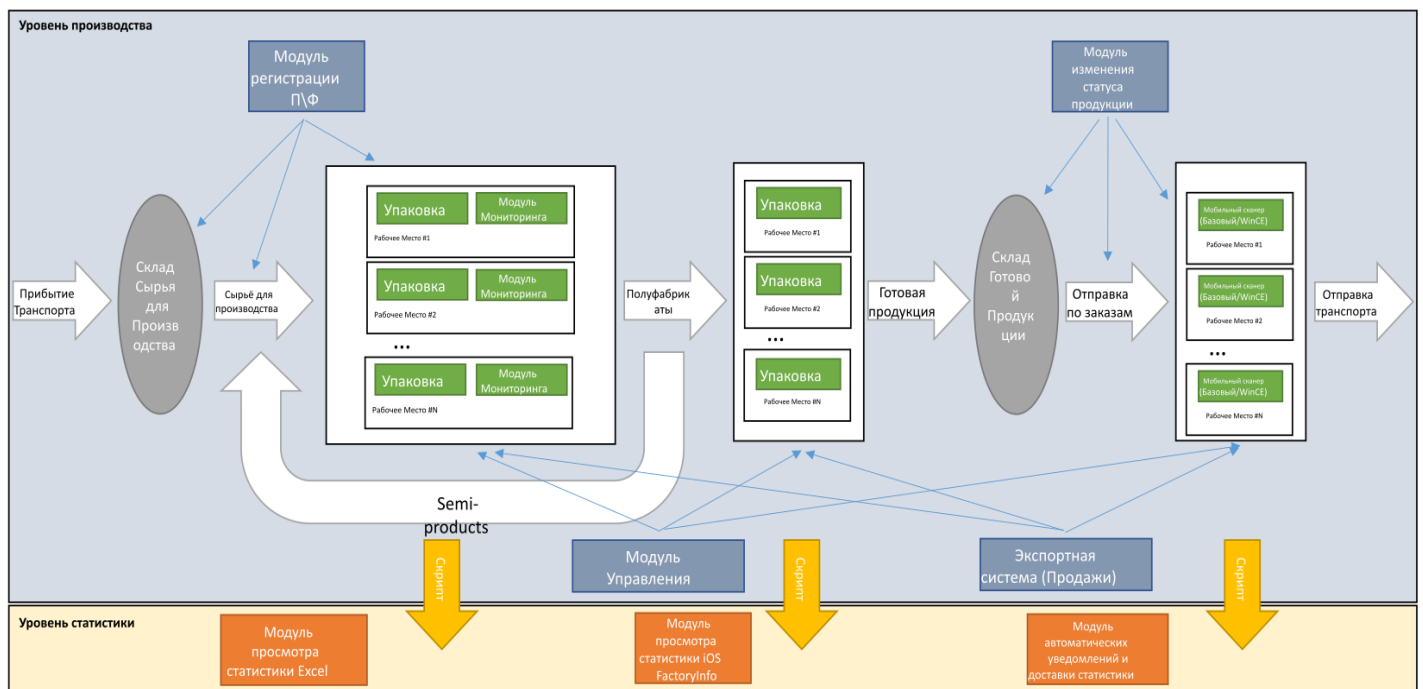 Уровень производства
Модуль
регистрации
П\Ф
Модуль
изменения
статуса
продукции
Прибытие
Транспорта
Склад
Сырья
для
Произв
одства
Сырьё для
производства
Упаковка
Модуль
Мониторинга
Рабочее Место #1
Упаковка
Модуль
Мониторинга
Рабочее Место #2
...
Упаковка
Модуль
Мониторинга
Рабочее Место #N
Полуфабрик
аты
Упаковка
Рабочее Место #1
Упаковка
Рабочее Место #2
...
Упаковка
Рабочее Место #N
Готовая
продукция
Склад
Готово
й
Продук
ции
Отправка
по заказам
Мобильный сканер
(Базовый/WinCE)
Рабочее Место #1
Мобильный сканер
(Базовый/WinCE)
Рабочее Место #2
...
Мобильный сканер
(Базовый/WinCE)
Рабочее Место #N
Отправка
транспорта
Semi-
products
Скрипт
Модуль
Управления
Скрипт
Экспортная
система (Продажи)
Скрипт
Уровень статистики
Модуль
просмотра
статистики Excel
Модуль
просмотра
статистики iOS
FactoryInfo
Модуль
автоматических
уведомлений и
доставки статистики